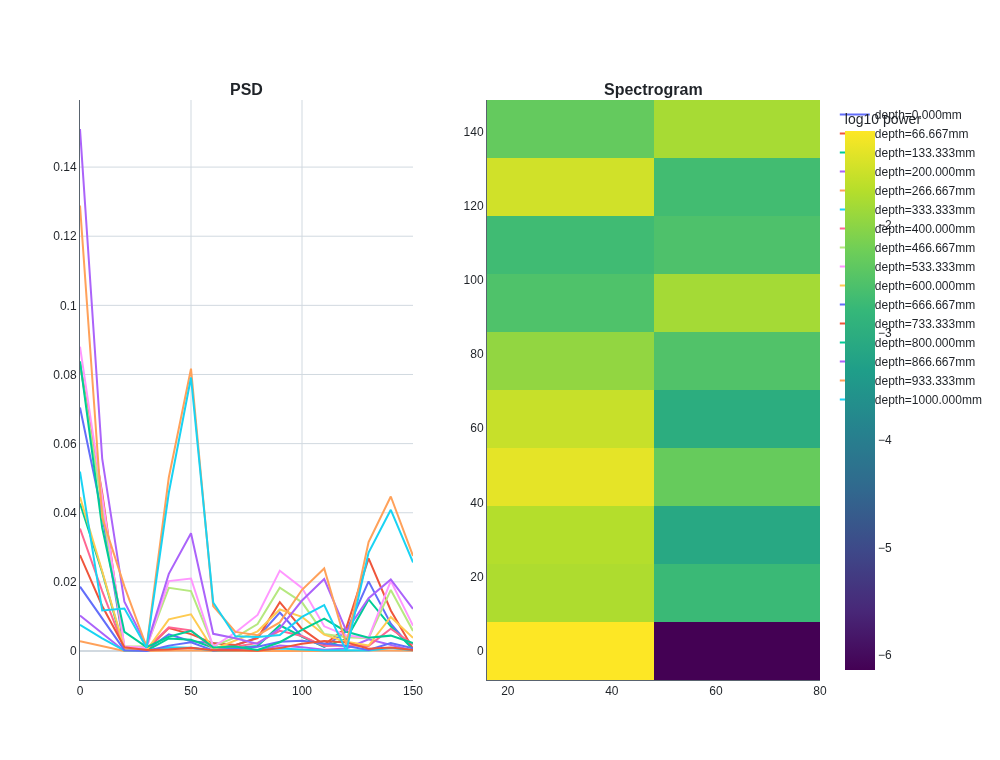 PSD
Spectrogram
0.14
0.12
0.1
0.08
0.06
0.04
0.02
0
0
50
100
150
140
120
100
80
60
40
20
0
20
40
60
80
log10 power
−2
−3
−4
−5
−6
depth=0.000mm
depth=66.667mm
depth=133.333mm
depth=200.000mm
depth=266.667mm
depth=333.333mm
depth=400.000mm
depth=466.667mm
depth=533.333mm
depth=600.000mm
depth=666.667mm
depth=733.333mm
depth=800.000mm
depth=866.667mm
depth=933.333mm
depth=1000.000mm